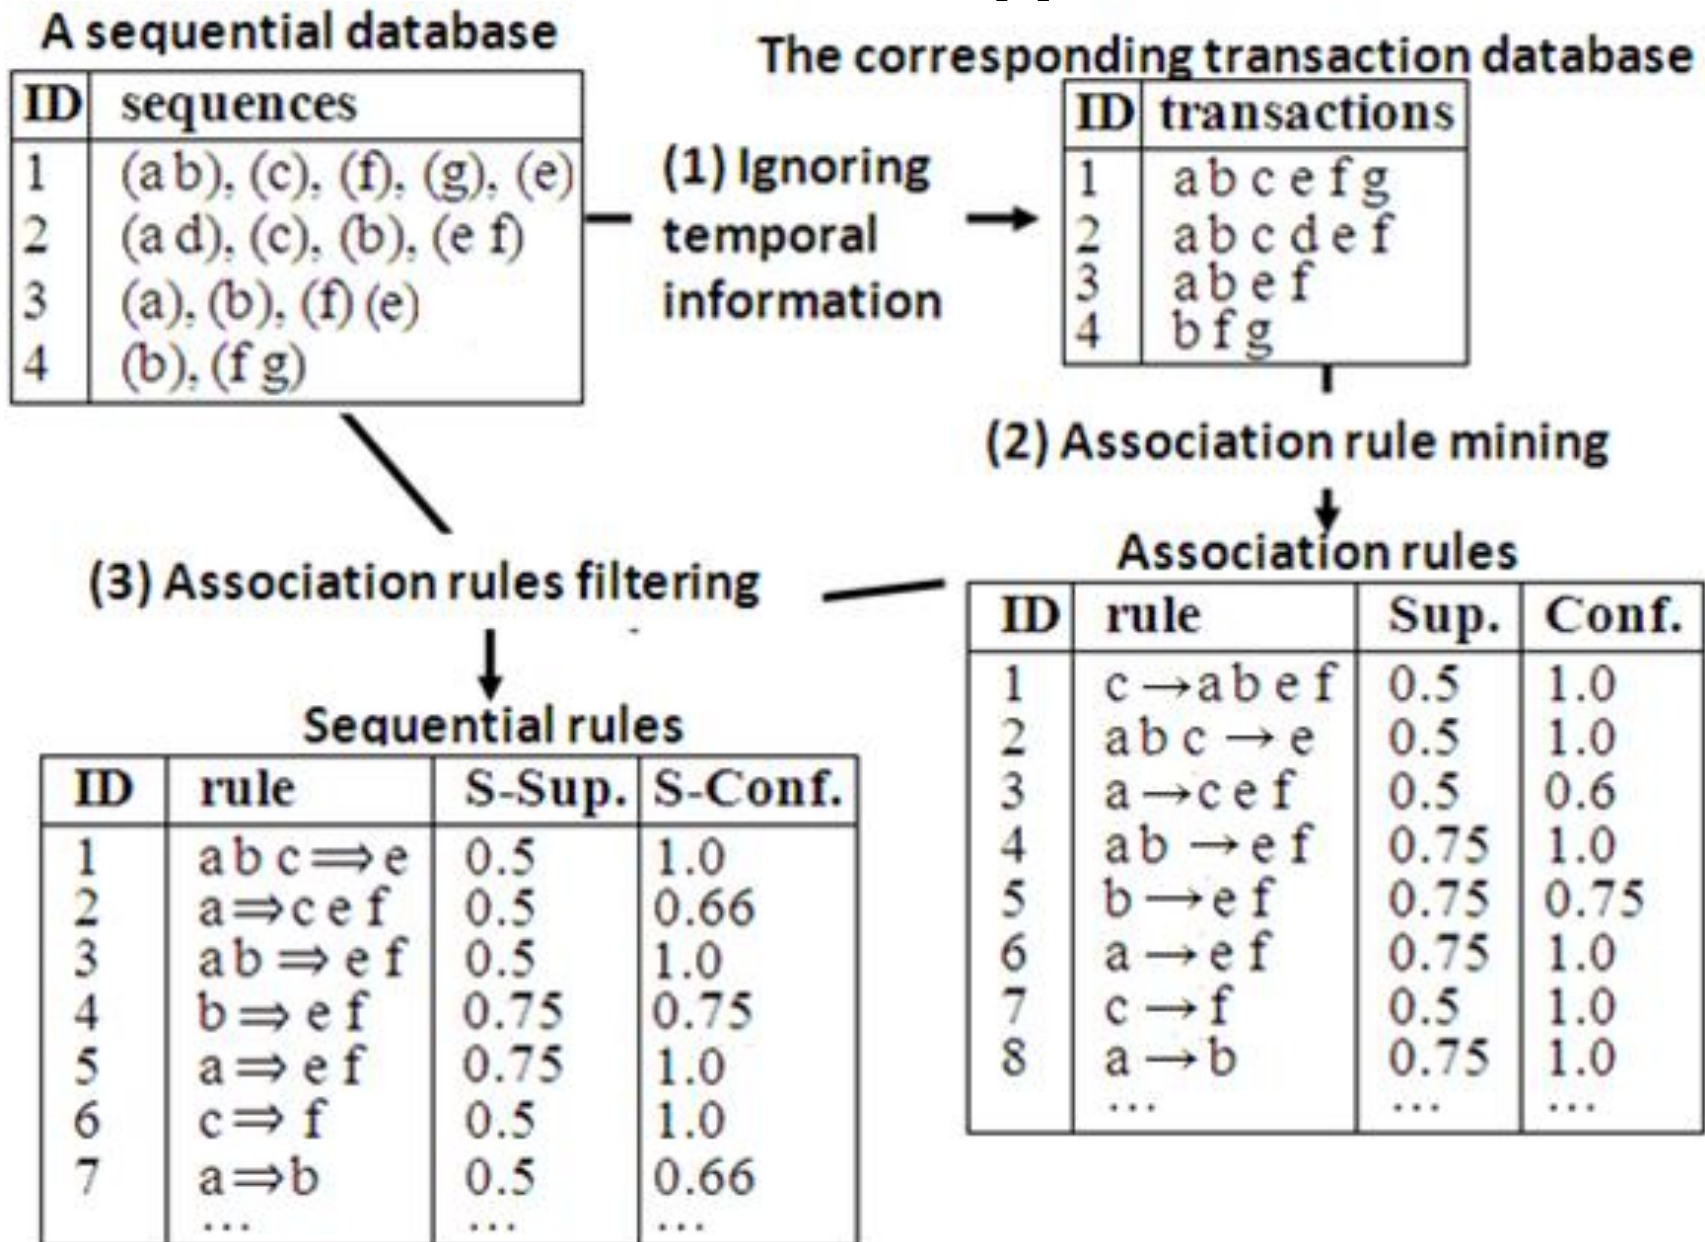 A sequential database
ID sequences
1 (a b), (c), (f), (g), (e)
2 (a d), (c), (b), (e f)
3 (a), (b), (f) (e)
4 (b), (f g)
(1) Ignoring
temporal
information
The corresponding transaction database
ID transactions
1 a b c e f g
2 a b c d e f
3 a b e f
4 b f g
(2) Association rule mining
Association rules
ID rule Sup. Conf.
1 c → a b e f 0.5 1.0
2 a b c → e 0.5 1.0
3 a → c e f 0.5 0.6
4 a b → e f 0.75 1.0
5 b → e f 0.75 0.75
6 a → e f 0.75 1.0
7 c → f 0.5 1.0
8 a → b 0.75 1.0
... ... ...
(3) Association rules filtering
Sequential rules
ID rule S-Sup. S-Conf.
1 a b c ⇒ e 0.5 1.0
2 a ⇒ c e f 0.5 0.66
3 a b ⇒ e f 0.5 1.0
4 b ⇒ e f 0.75 0.75
5 a ⇒ e f 0.75 1.0
6 c ⇒ f 0.5 1.0
7 a ⇒ b 0.5 0.66
... ... ...